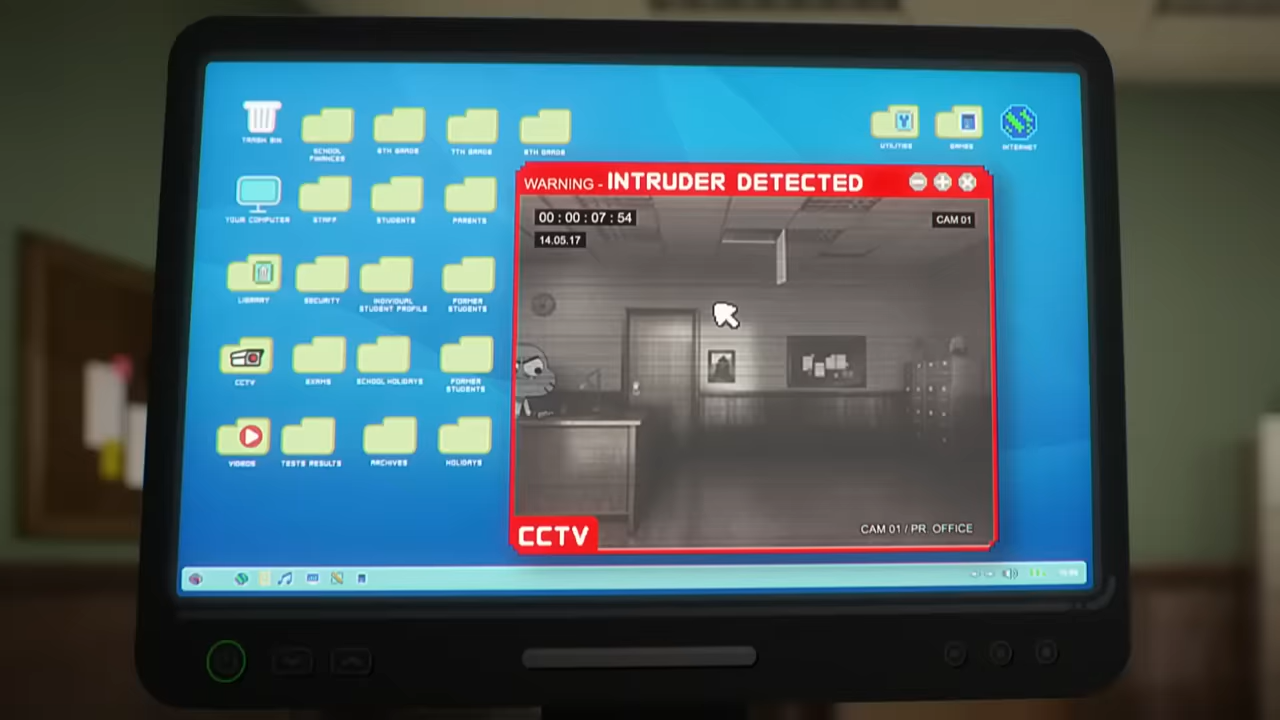 TRASH BIN
SCHOOL
FINANCES
6TH GRADE
7TH GRADE
8TH GRADE
UTILITIES
GAMES
INTERNET
WARNING - INTRUDER DETECTED
YOUR COMPUTER
STAFF
STUDENTS
PARENTS
00 : 00 : 07 : 54
CAM 01
14.05.17
LIBRARY
SECURITY
INDIVIDUAL
STUDENT PROFILE
FORMER
STUDENTS
CCTV
EXAMS
SCHOOL HOLIDAYS
FORMER
STUDENTS
VIDEOS
TESTS RESULTS
ARCHIVES
HOLIDAYS
CCTV
CAM 01 / PR. OFFICE